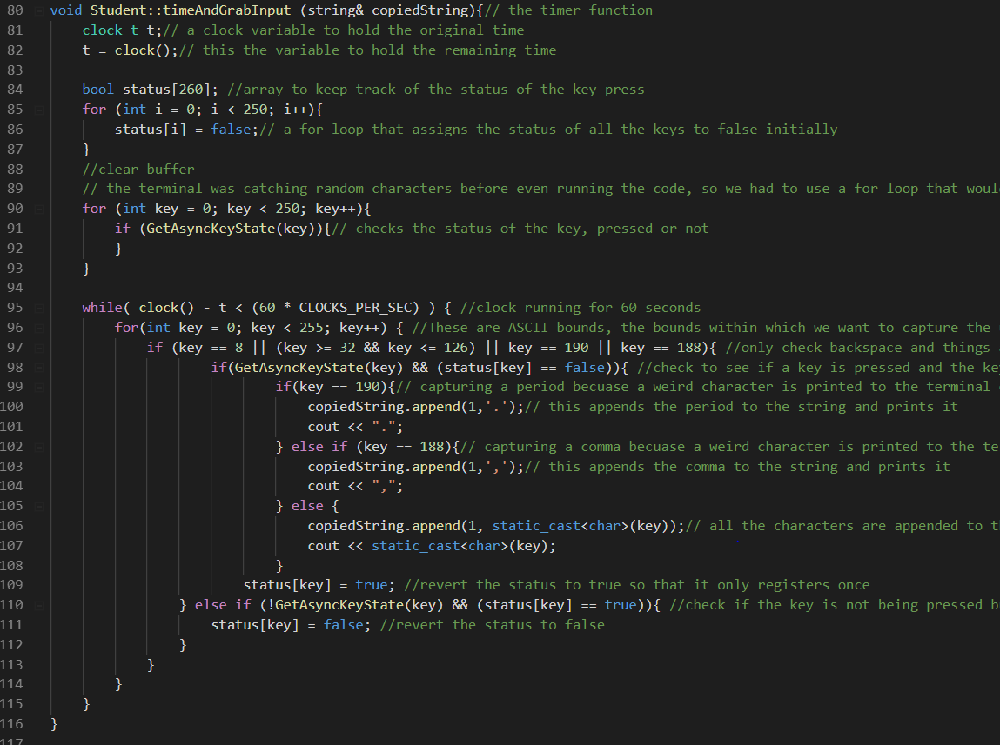 80 void Student::timeAndGrabInput (string& copiedString){// the timer function
81 clock_t t;// a clock variable to hold the original time
82 t = clock();// this the variable to hold the remaining time
83
84 bool status[260]; //array to keep track of the status of the key press
85 for (int i = 0; i < 250; i++){
86 status[i] = false;// a for loop that assigns the status of all the keys to false initially
87 }
88 //clear buffer
89 // the terminal was catching random characters before even running the code, so we had to use a for loop that
90 for (int key = 0; key < 250; key++){
91 if (GetAsyncKeyState(key)){// checks the status of the key, pressed or not
92 }
93 }
94
95 while( clock() - t < (60 * CLOCKS_PER_SEC) ) { //clock running for 60 seconds
96 for(int key = 0; key < 255; key++) { //These are ASCII bounds, the bounds within which we want to capture the
97 if (key == 8 || (key >= 32 && key <= 126) || key == 190 || key == 188){ //only check backspace and things
98 if(GetAsyncKeyState(key) && (status[key] == false)){ //check to see if a key is pressed and the
99 if(key == 190){// capturing a period becuase a weird character is printed to the terminal
100 copiedString.append(1,'.');// this appends the period to the string and prints it
101 cout << ".";
102 } else if (key == 188){// capturing a comma becuase a weird character is printed to the
103 copiedString.append(1,',');// this appends the comma to the string and prints it
104 cout << ",";
105 } else {
106 copiedString.append(1, static_cast<char>(key));// all the characters are appended to
107 cout << static_cast<char>(key);
108 }
109 status[key] = true; //revert the status to true so that it only registers once
110 } else if (!GetAsyncKeyState(key) && (status[key] == true)){ //check if the key is not being pressed
111 status[key] = false; //revert the status to false
112 }
113 }
114 }
115 }
116 }
117